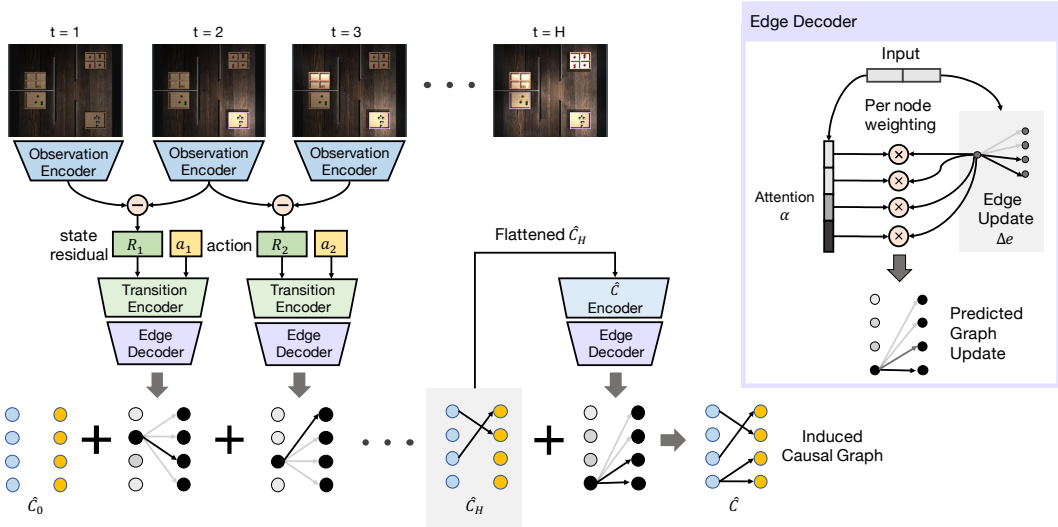 t = 1
t = 2
t = 3
t = H
Observation
Encoder
Observation
Encoder
Observation
Encoder
state
residual
R₁
a₁
action
R₂
a₂
Transition
Encoder
Transition
Encoder
Edge
Decoder
Edge
Decoder
Flattened Ĉ_H
Ĉ
Encoder
Edge
Decoder
Ĉ₀
Ĉ_H
Ĉ
Induced
Causal Graph
Edge Decoder
Input
Per node
weighting
Attention
α
Edge
Update
Δe
Predicted
Graph
Update